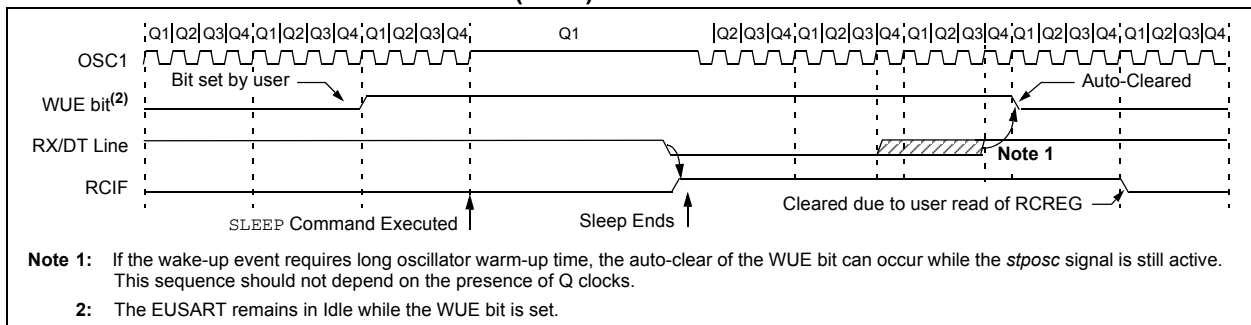 Q1 Q2 Q3 Q4 Q1 Q2 Q3 Q4 Q1 Q2 Q3 Q4 Q1 Q2 Q3 Q4 Q1 Q2 Q3 Q4 Q1 Q2 Q3 Q4 Q1 Q2 Q3 Q4 Q1 Q2 Q3 Q4
OSC1
Bit set by user
Auto-Cleared
WUE bit(2)
RX/DT Line
Note 1
RCIF
Cleared due to user read of RCREG
SLEEP Command Executed
Sleep Ends
Note 1: If the wake-up event requires long oscillator warm-up time, the auto-clear of the WUE bit can occur while the stposc signal is still active.
This sequence should not depend on the presence of Q clocks.
2: The EUSART remains in Idle while the WUE bit is set.